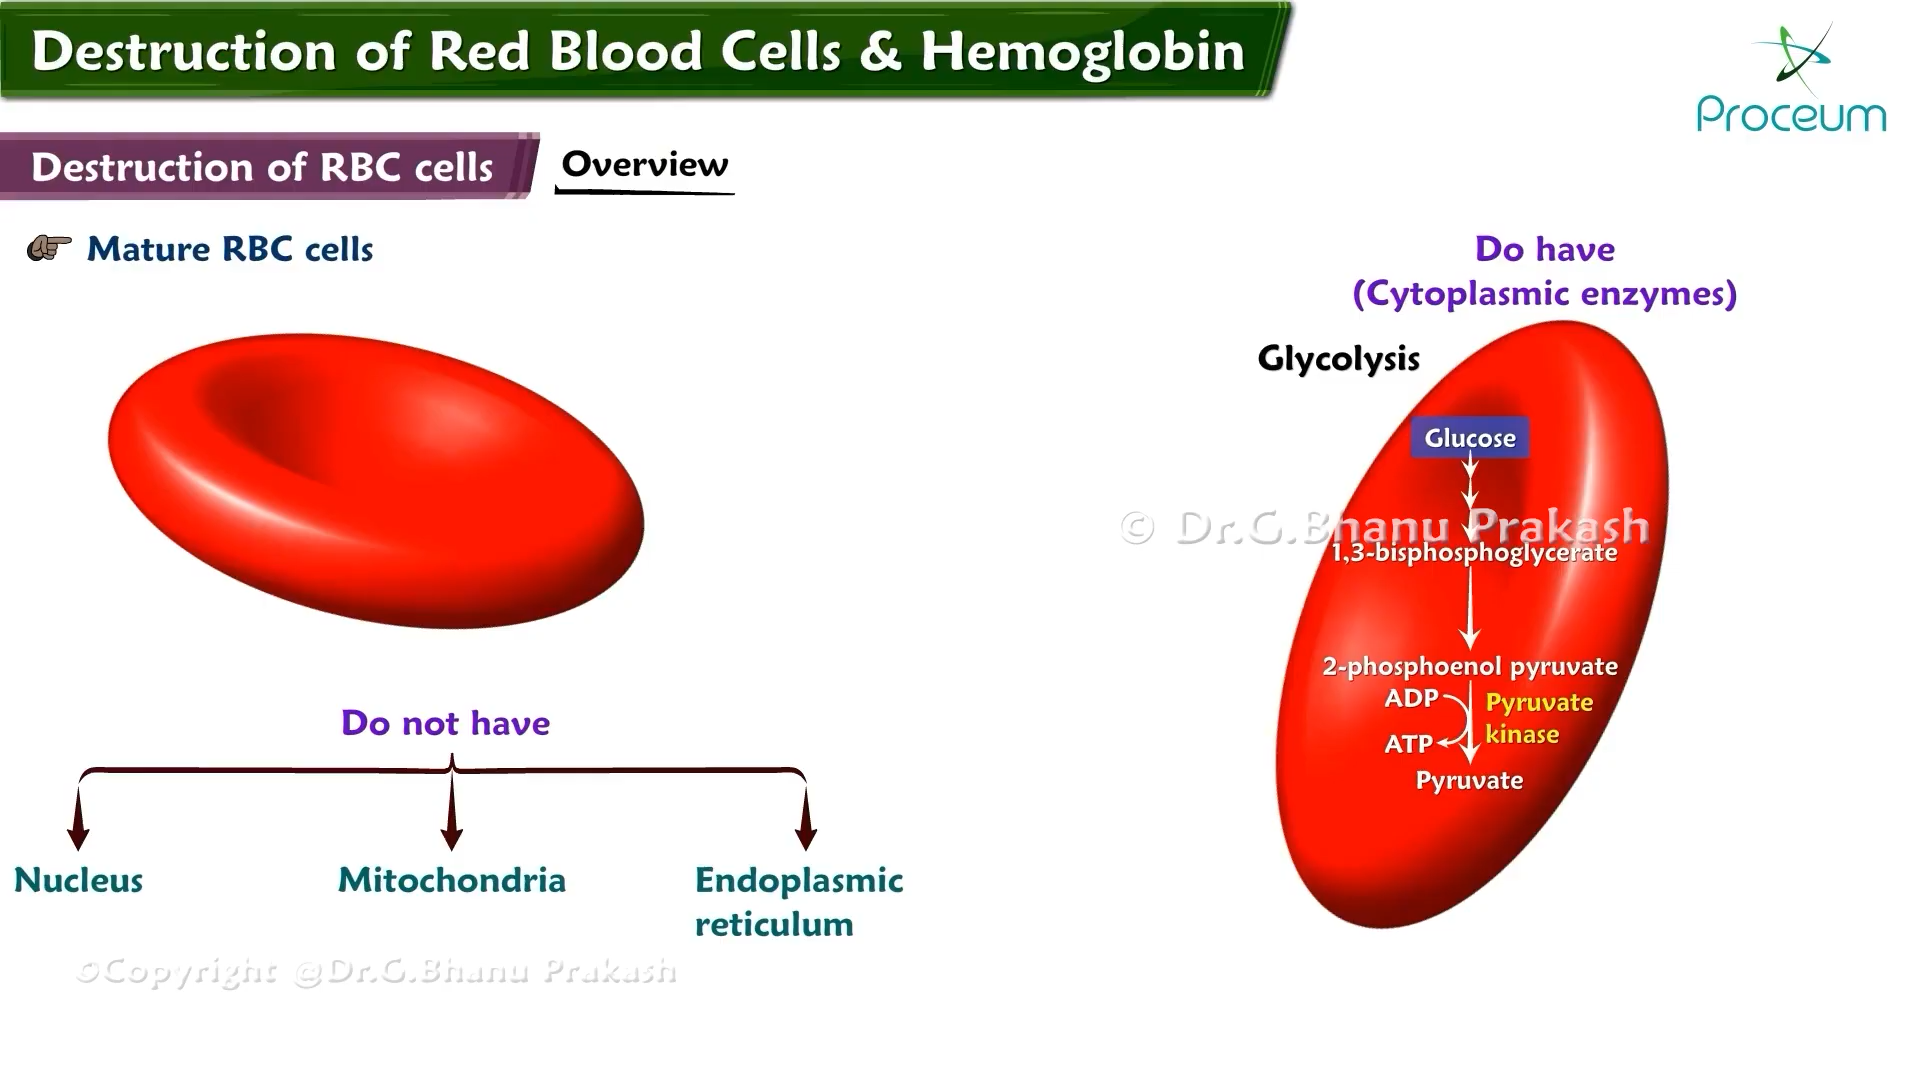 Destruction of Red Blood Cells & Hemoglobin
Proceum
Destruction of RBC cells
Overview
Mature RBC cells
Do not have
Nucleus
Mitochondria
Endoplasmic
reticulum
Do have
(Cytoplasmic enzymes)
Glycolysis
Glucose
© Dr.G.Bhanu Prakash
1,3-bisphosphoglycerate
2-phosphoenol pyruvate
ADP
Pyruvate
kinase
ATP
Pyruvate
©Copyright @Dr.G.Bhanu Prakash